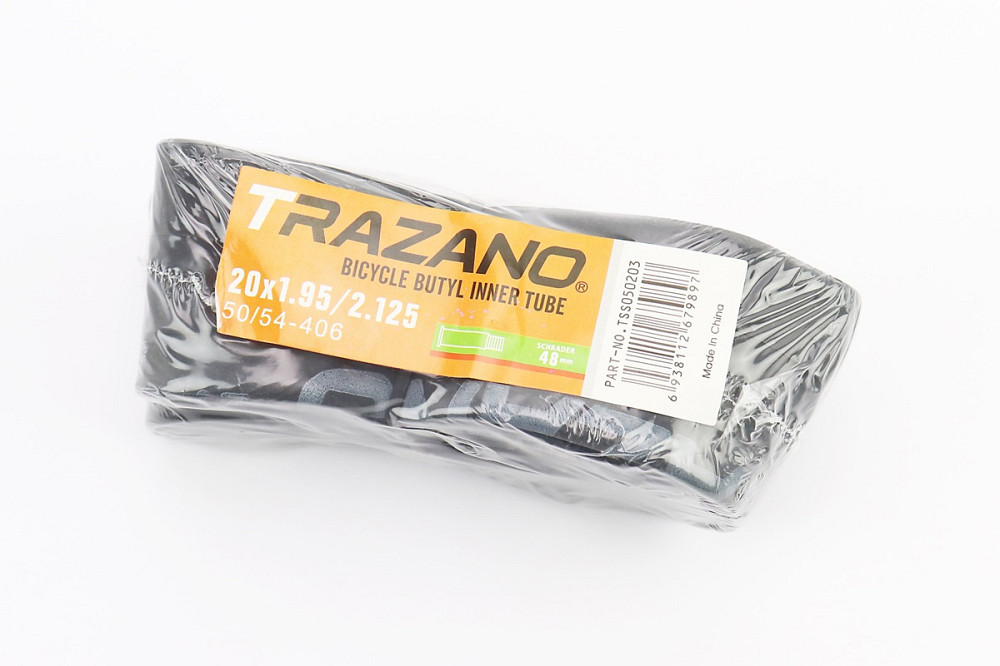 TRAZANO®
BICYCLE BUTYL INNER TUBE
20x1.95/2.125
50/54-406
SCHRADER
48mm
PART-NO.TSS050203
6938112679897
Made In China